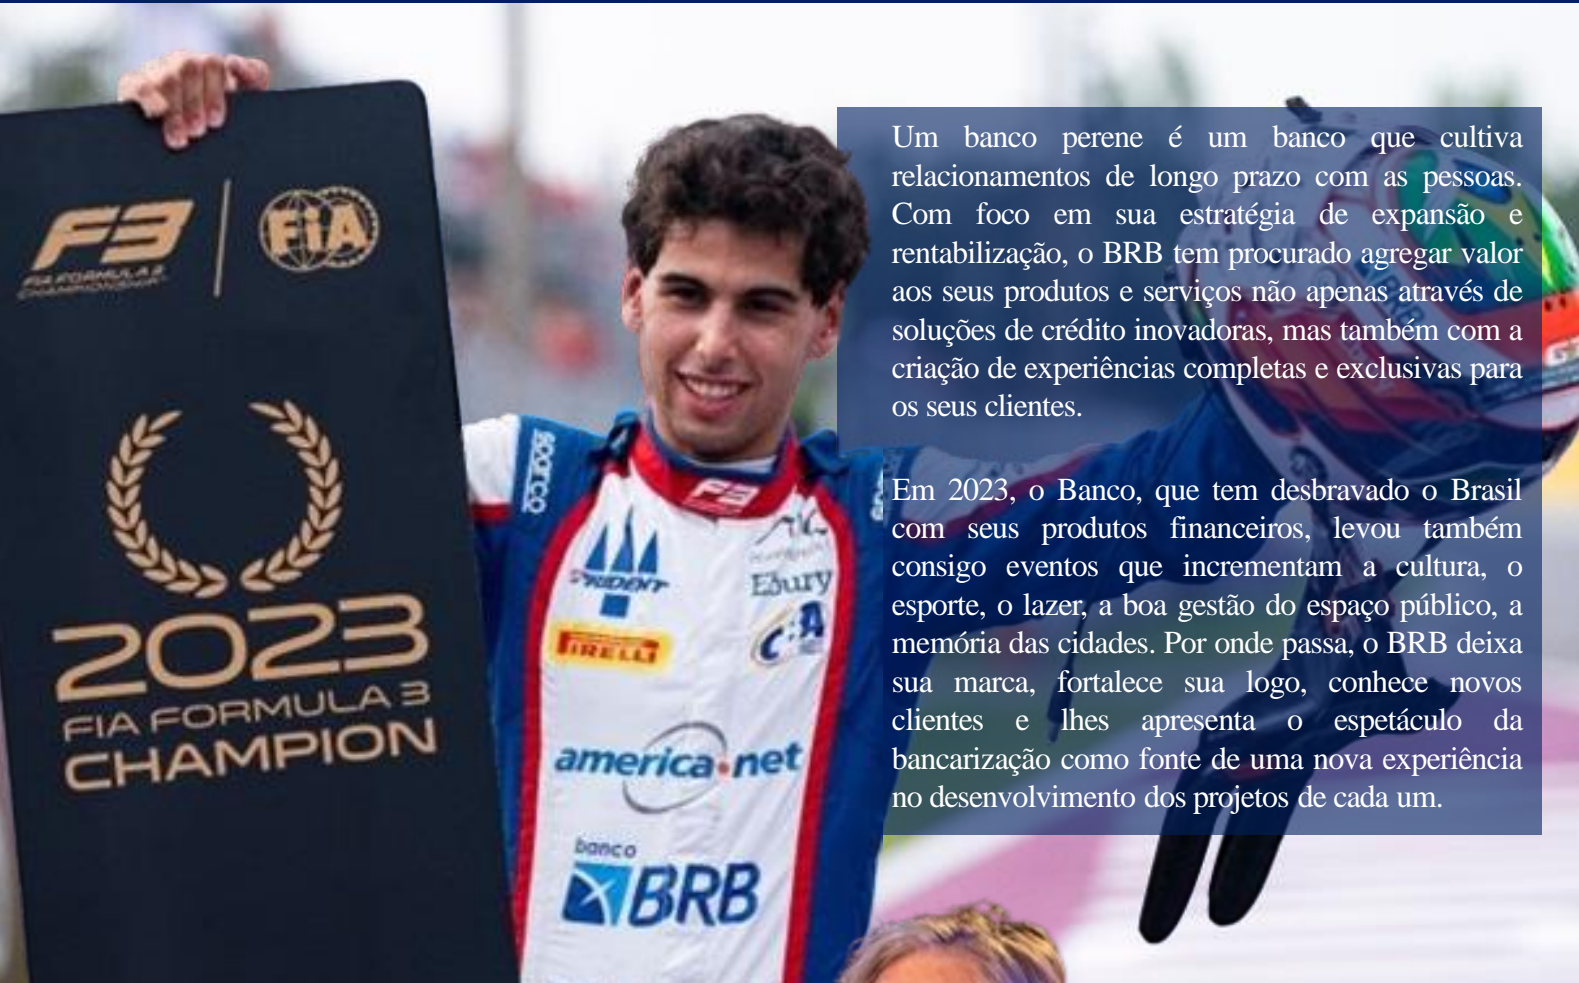 F3
FiA
FIA FORMULA 3
CHAMPIONSHIP
2023
FIA FORMULA 3
CHAMPION
sparco
F3
TRIDENT
Ebury
PIRELLI
america.net
banco
BRB
Um banco perene é um banco que cultiva
relacionamentos de longo prazo com as pessoas.
Com foco em sua estratégia de expansão e
rentabilização, o BRB tem procurado agregar valor
aos seus produtos e serviços não apenas através de
soluções de crédito inovadoras, mas também com a
criação de experiências completas e exclusivas para
os seus clientes.
Em 2023, o Banco, que tem desbravado o Brasil
com seus produtos financeiros, levou também
consigo eventos que incrementam a cultura, o
esporte, o lazer, a boa gestão do espaço público, a
memória das cidades. Por onde passa, o BRB deixa
sua marca, fortalece sua logo, conhece novos
clientes e lhes apresenta o espetáculo da
bancarização como fonte de uma nova experiência
no desenvolvimento dos projetos de cada um.